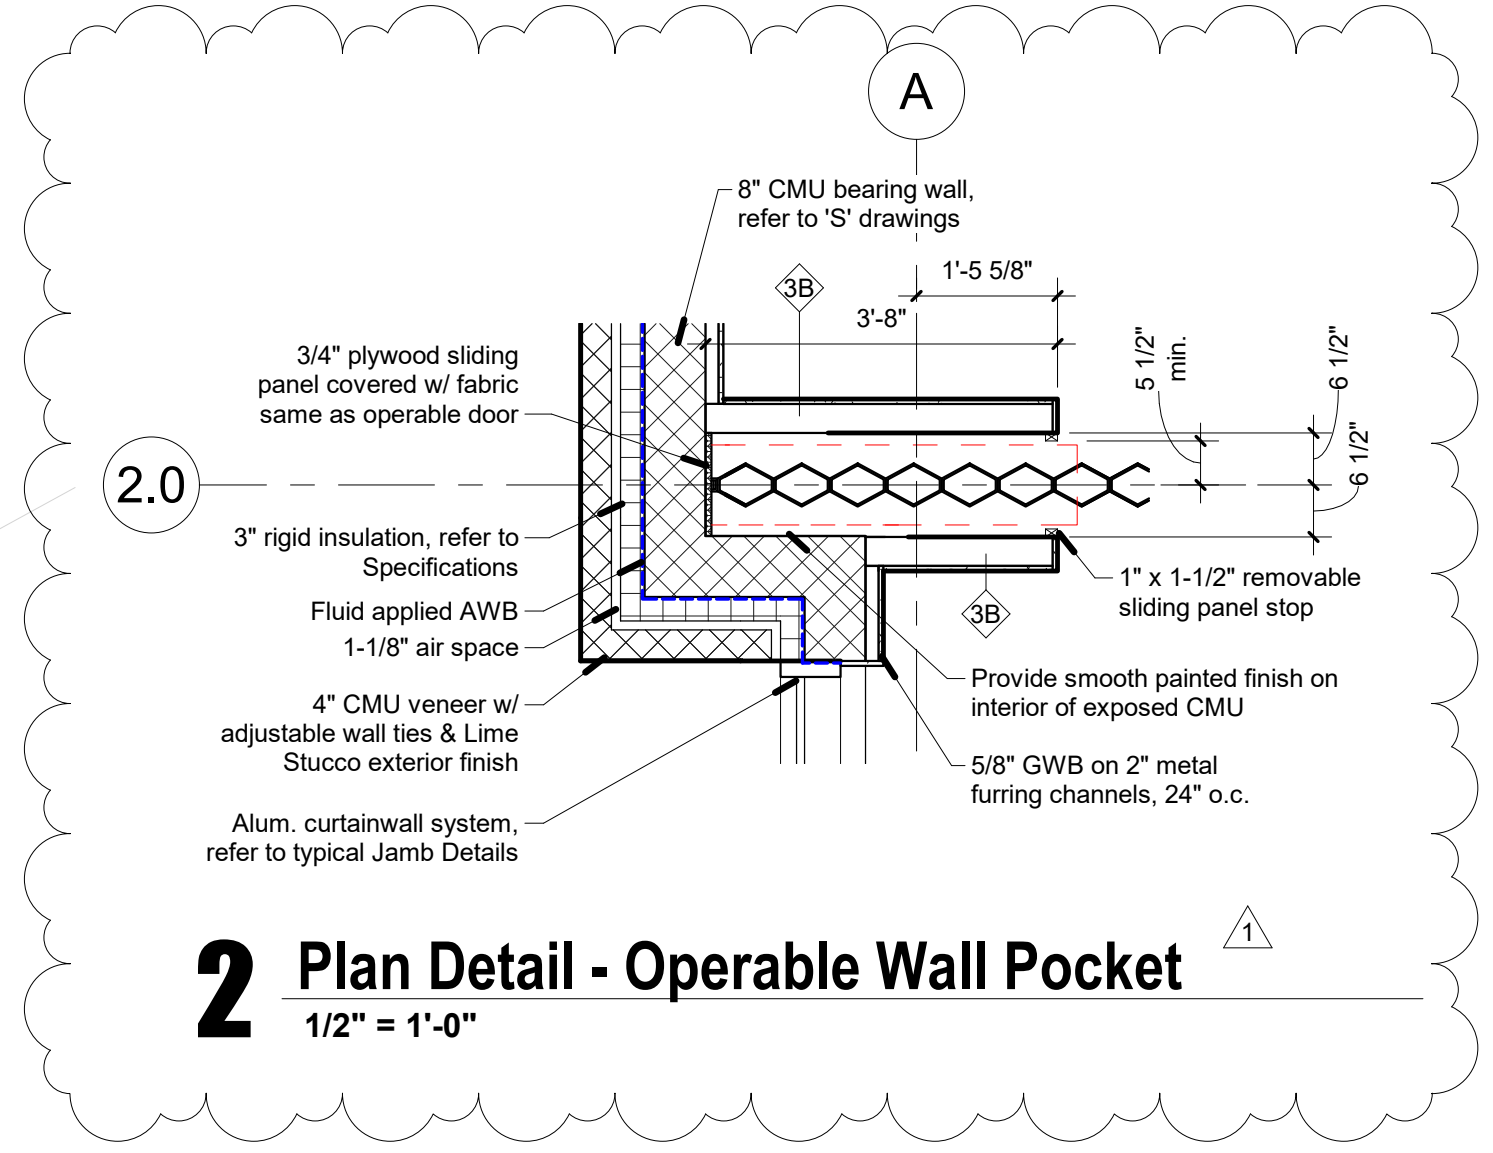 A
8" CMU bearing wall,
refer to 'S' drawings
1'-5 5/8"
3B
3'-8"
5 1/2"
min.
6 1/2"
6 1/2"
3/4" plywood sliding
panel covered w/ fabric
same as operable door
2.0
3" rigid insulation, refer to
Specifications
Fluid applied AWB
1-1/8" air space
4" CMU veneer w/
adjustable wall ties & Lime
Stucco exterior finish
Alum. curtainwall system,
refer to typical Jamb Details
1" x 1-1/2" removable
sliding panel stop
3B
Provide smooth painted finish on
interior of exposed CMU
5/8" GWB on 2" metal
furring channels, 24" o.c.
1
2 Plan Detail - Operable Wall Pocket
1/2" = 1'-0"